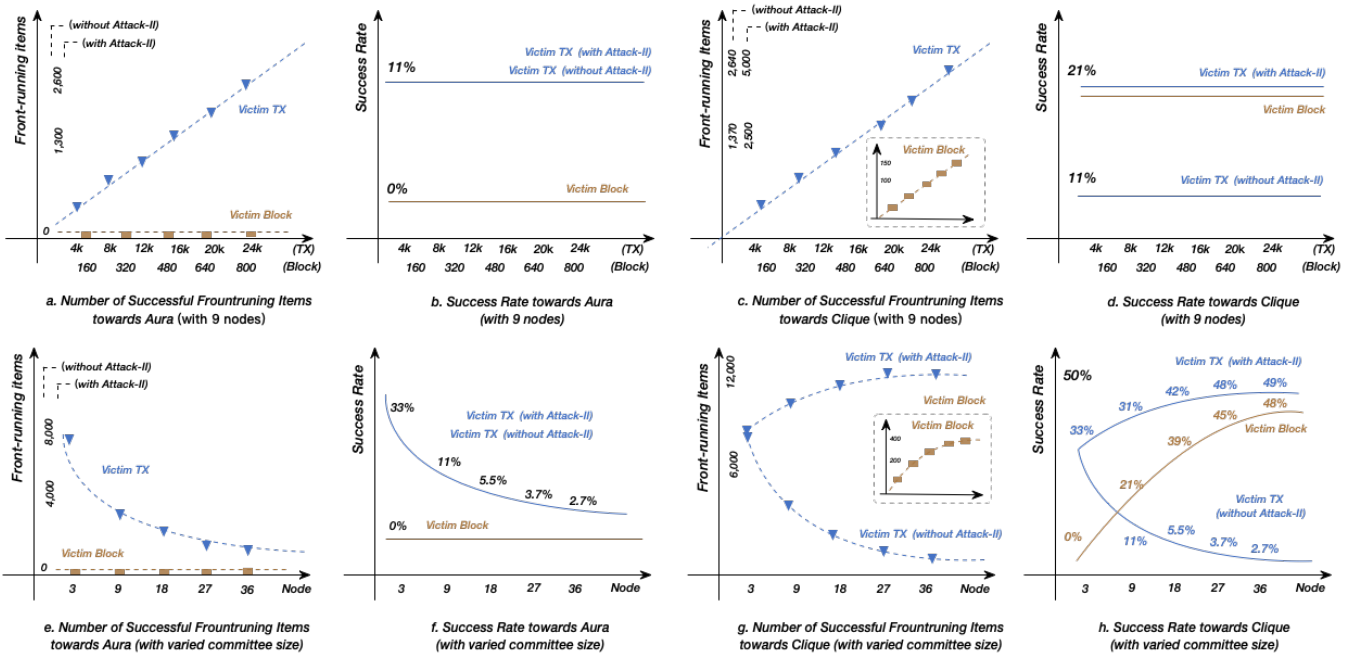 Front-running items
(without Attack-II)
(with Attack-II)
2,600
1,300
0
Victim TX
Victim Block
4k 8k 12k 16k 20k 24k (TX)
160 320 480 640 800 (Block)
a. Number of Successful Frountruning Items
towards Aura (with 9 nodes)
Success Rate
11%
Victim TX (with Attack-II)
Victim TX (without Attack-II)
0%
Victim Block
4k 8k 12k 16k 20k 24k (TX)
160 320 480 640 800 (Block)
b. Success Rate towards Aura
(with 9 nodes)
Front-running items
(without Attack-II)
(with Attack-II)
2,640
5,000
1,370
2,500
Victim TX
Victim Block
150
100
4k 8k 12k 16k 20k 24k (TX)
160 320 480 640 800 (Block)
c. Number of Successful Frountruning Items
towards Clique (with 9 nodes)
Success Rate
21%
Victim TX (with Attack-II)
Victim Block
11%
Victim TX (without Attack-II)
4k 8k 12k 16k 20k 24k (TX)
160 320 480 640 800 (Block)
d. Success Rate towards Clique
(with 9 nodes)
Front-running items
(without Attack-II)
(with Attack-II)
8,000
4,000
0
Victim TX
Victim Block
3 9 18 27 36 Node
e. Number of Successful Frountruning Items
towards Aura (with varied committee size)
Success Rate
33%
Victim TX (with Attack-II)
Victim TX (without Attack-II)
11%
5.5%
3.7%
2.7%
0%
Victim Block
3 9 18 27 36 Node
f. Success Rate towards Aura
(with varied committee size)
Front-running Items
12,000
6,000
Victim TX (with Attack-II)
Victim Block
Victim Block
400
200
Victim TX (without Attack-II)
3 9 18 27 36 Node
g. Number of Successful Frountruning Items
towards Clique (with varied committee size)
Success Rate
50%
Victim TX (with Attack-II)
33% 31% 42% 48% 49%
0% 21% 39% 45% 48%
Victim Block
Victim TX
(without Attack-II)
11% 5.5% 3.7% 2.7%
3 9 18 27 36 Node
h. Success Rate towards Clique
(with varied committee size)